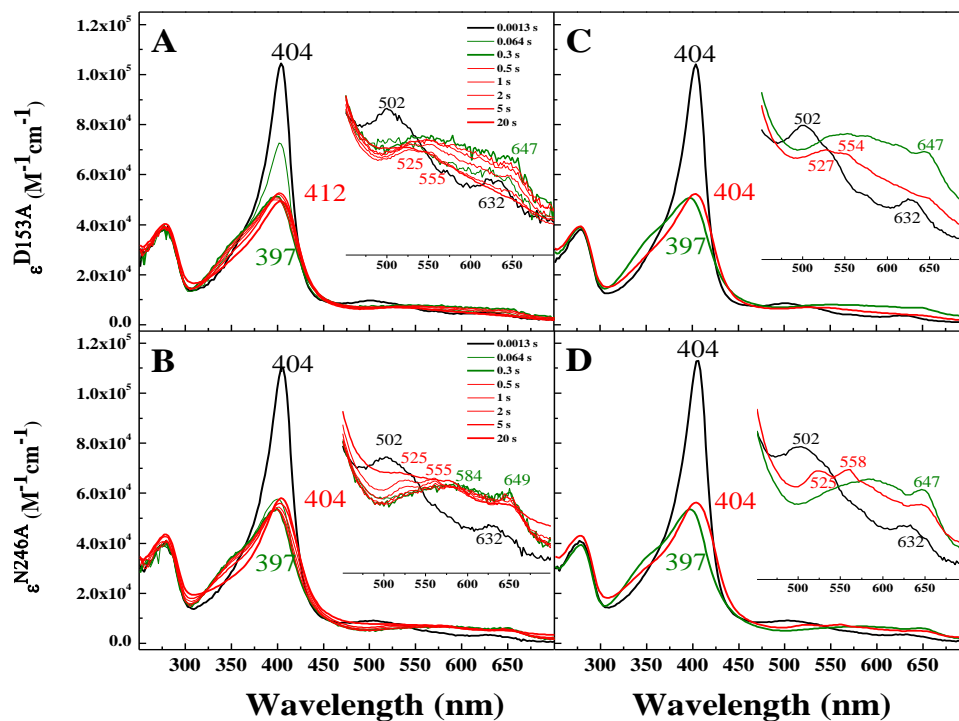 A
404
0.0013 s
0.064 s
0.3 s
0.5 s
1 s
2 s
5 s
20 s
502
647
525
555
632
500 550 600 650
412
397
1.2x10⁵
1.0x10⁵
8.0x10⁴
6.0x10⁴
4.0x10⁴
2.0x10⁴
0.0
ε^D153A (M⁻¹cm⁻¹)
C
404
502
554
647
527
632
500 550 600 650
404
397
B
404
0.0013 s
0.064 s
0.3 s
0.5 s
1 s
2 s
5 s
20 s
502
525
555
584
649
632
500 550 600 650
404
397
1.2x10⁵
1.0x10⁵
8.0x10⁴
6.0x10⁴
4.0x10⁴
2.0x10⁴
0.0
ε^N246A (M⁻¹cm⁻¹)
300 350 400 450 500 550 600 650
Wavelength (nm)
D
404
502
558
647
525
632
500 550 600 650
404
397
300 350 400 450 500 550 600 650
Wavelength (nm)